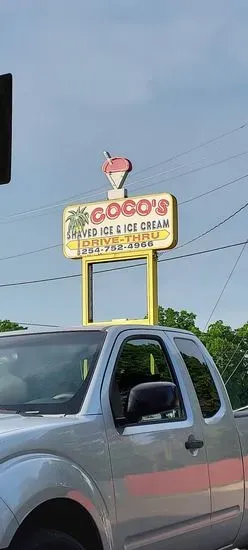 COCO'S
SHAVED ICE & ICE CREAM
DRIVE-THRU
254-752-4966